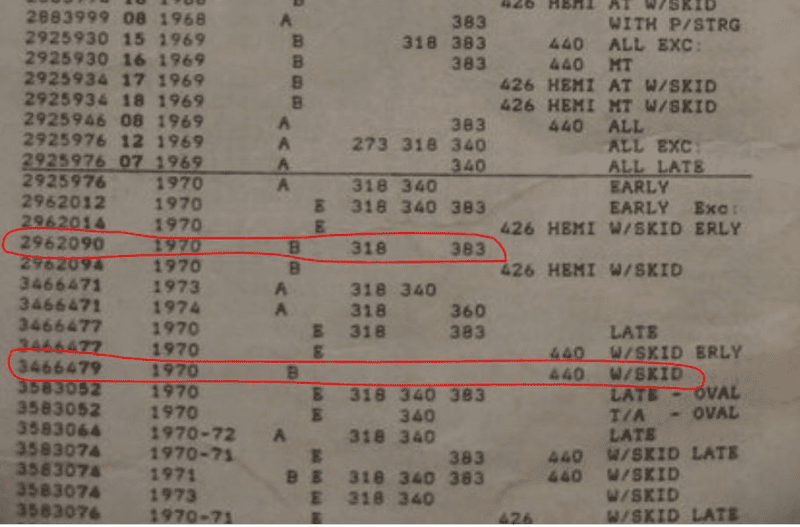 426 HEMI AT W/SKID
2883999 08 1968 A 383 WITH P/STRG
2925930 15 1969 B 318 383 440 ALL EXC:
2925930 16 1969 B 383 440 MT
2925934 17 1969 B 426 HEMI AT W/SKID
2925934 18 1969 B 426 HEMI MT W/SKID
2925946 08 1969 A 383 440 ALL
2925976 12 1969 A 273 318 340 ALL EXC:
2925976 07 1969 A 340 ALL LATE
2925976 1970 A 318 340 EARLY
2962012 1970 E 318 340 383 EARLY Exc:
2962014 1970 E 426 HEMI W/SKID ERLY
2962090 1970 B 318 383
2962094 1970 B 426 HEMI W/SKID
3466471 1973 A 318 340
3466471 1974 A 318 360
3466477 1970 E 318 383 LATE
3466477 1970 E 440 W/SKID ERLY
3466479 1970 B 440 W/SKID
3583052 1970 E 318 340 383 LATE - OVAL
3583052 1970 E 340 T/A - OVAL
3583064 1970-72 A 318 340 LATE
3583074 1970-71 E 383 440 W/SKID LATE
3583074 1971 B E 318 340 383 440 W/SKID
3583074 1973 E 318 340 W/SKID
3583076 1970-71 E 426 W/SKID LATE